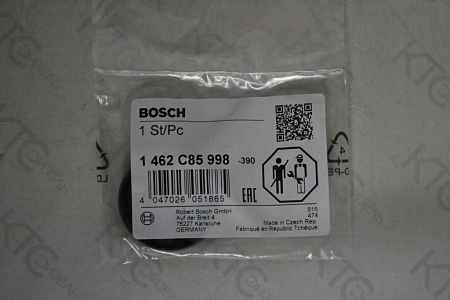 BOSCH
1 St/Pc
1 462 C85 998 -390
4 047026 051865
EAC
Robert Bosch GmbH
Auf der Breit 4
76227 Karlsruhe
GERMANY
515
474
Made in Czech Rep.
Fabriqué en République Tchèque